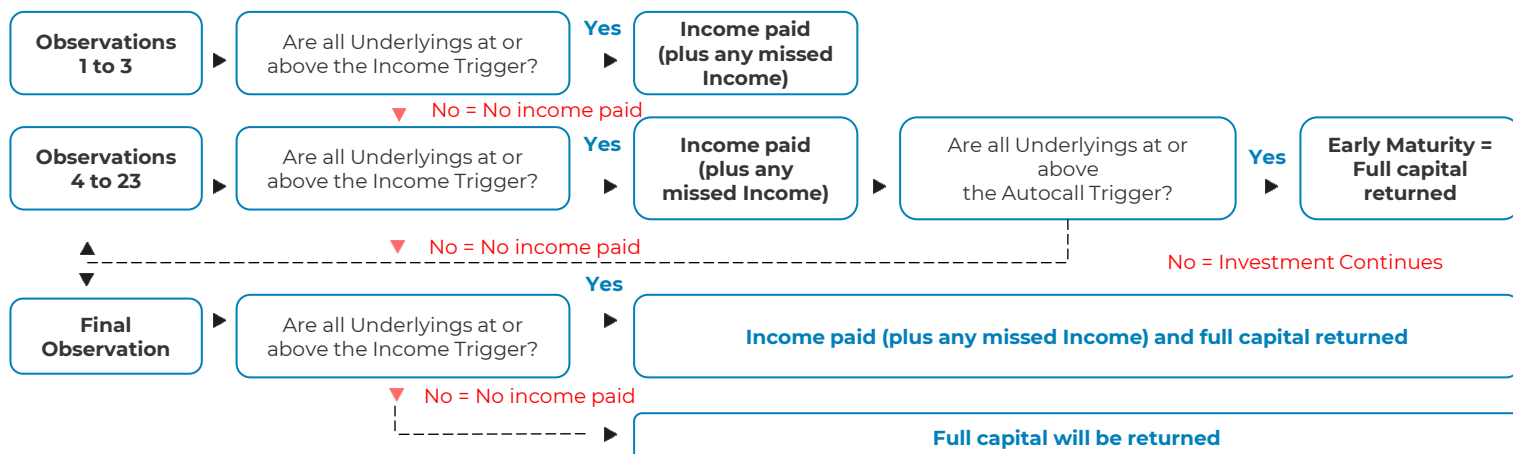 Observations
1 to 3
Are all Underlyings at or
above the Income Trigger?
Yes
Income paid
(plus any missed
Income)
No = No income paid
Observations
4 to 23
Are all Underlyings at or
above the Income Trigger?
Yes
Income paid
(plus any
missed Income)
Are all Underlyings at or
above
the Autocall Trigger?
Yes
Early Maturity =
Full capital
returned
No = No income paid
No = Investment Continues
Final
Observation
Are all Underlyings at or
above the Income Trigger?
Yes
Income paid (plus any missed Income) and full capital returned
No = No income paid
Full capital will be returned